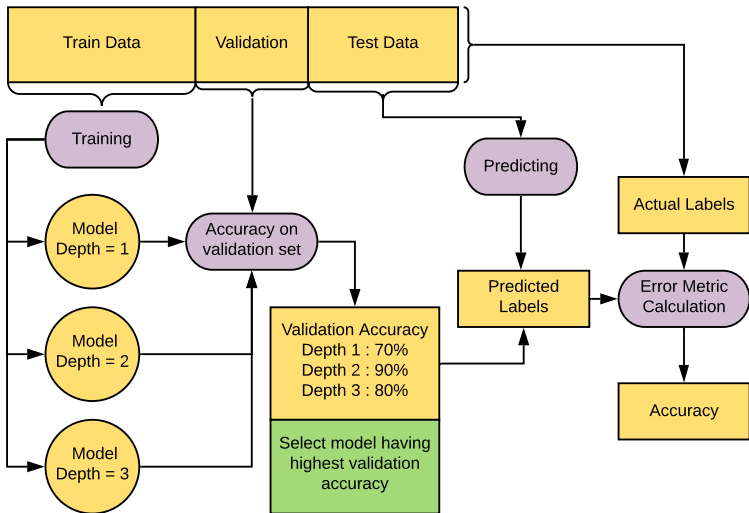 Train Data
Validation
Test Data
Training
Predicting
Actual Labels
Model
Depth = 1
Accuracy on
validation set
Predicted
Labels
Error Metric
Calculation
Model
Depth = 2
Validation Accuracy
Depth 1 : 70%
Depth 2 : 90%
Depth 3 : 80%
Accuracy
Model
Depth = 3
Select model having
highest validation
accuracy